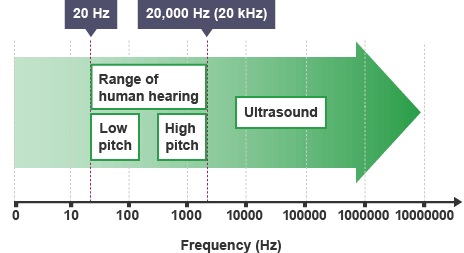 20 Hz
20,000 Hz (20 kHz)
Range of
human hearing
Low
pitch
High
pitch
Ultrasound
0 10 100 1000 10000 100000 1000000 10000000
Frequency (Hz)